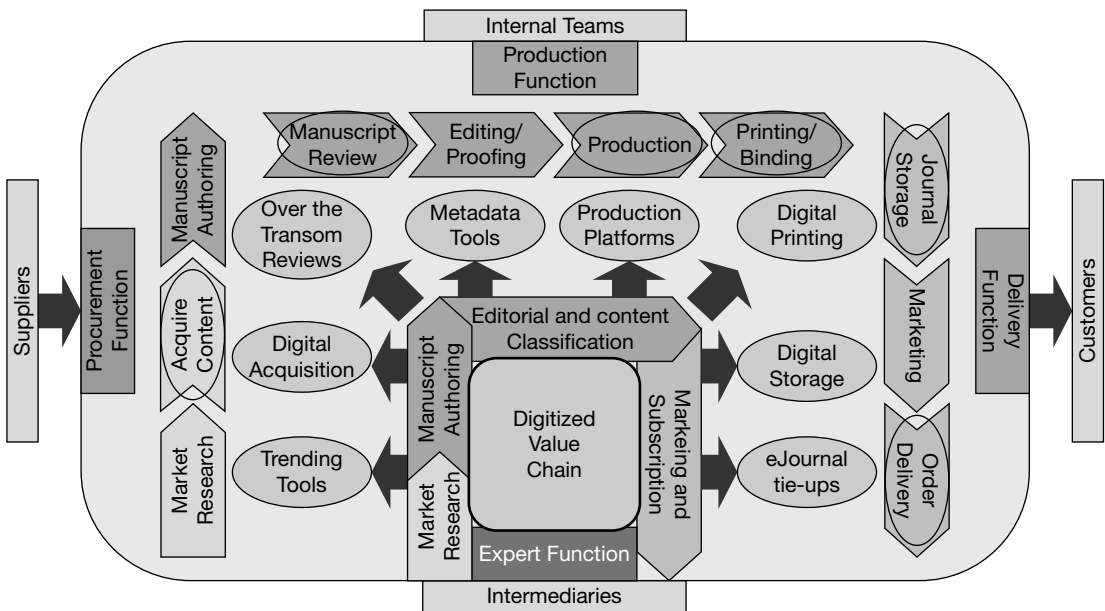 Internal Teams
Production
Function
Manuscript
Review
Editing/
Proofing
Production
Printing/
Binding
Manuscript
Authoring
Journal
Storage
Over the
Transom
Reviews
Metadata
Tools
Production
Platforms
Digital
Printing
Suppliers
Procurement
Function
Acquire
Content
Digital
Acquisition
Manuscript
Authoring
Editorial and content
Classification
Digital
Storage
Marketing
Delivery
Function
Customers
Digitized
Value
Chain
Markeing and
Subscription
Market
Research
Trending
Tools
Market
Research
eJournal
tie-ups
Order
Delivery
Expert Function
Intermediaries